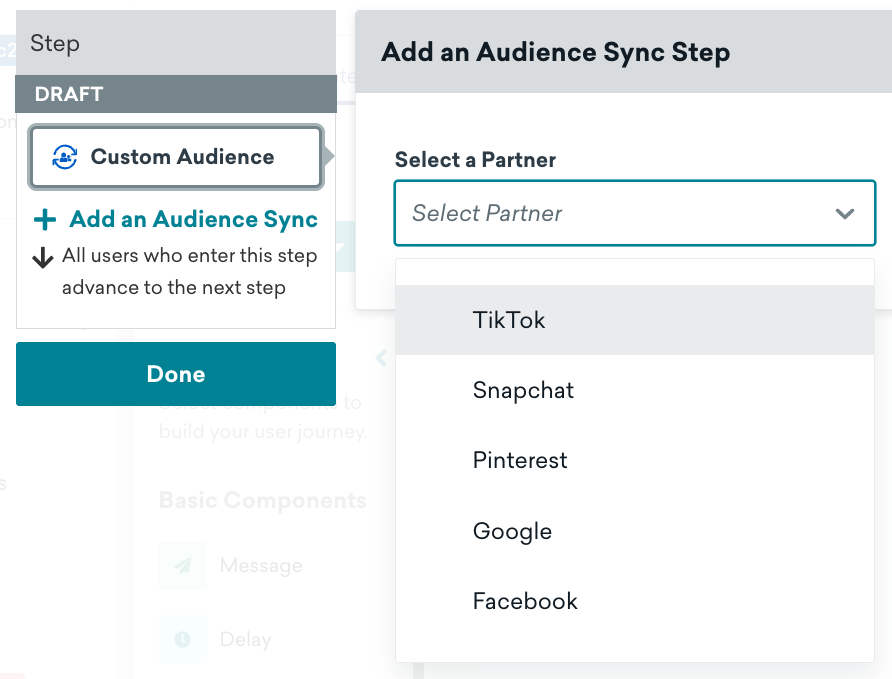 Step
DRAFT
Custom Audience
Add an Audience Sync
All users who enter this step
advance to the next step
Done
Add an Audience Sync Step
Select a Partner
Select Partner
TikTok
Snapchat
Pinterest
Google
Facebook
Select components to
build your user journey.
Basic Components
Message
Delay